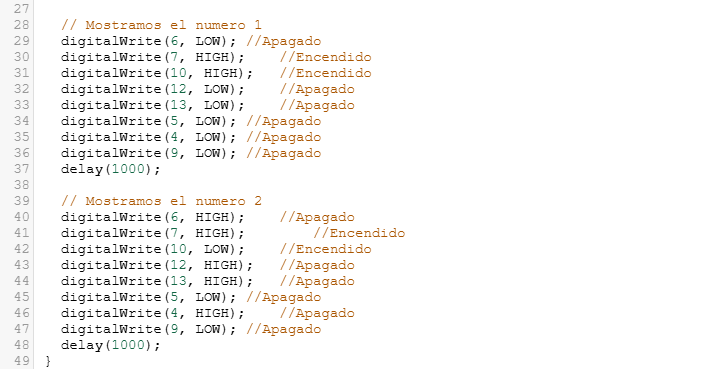 27
28 // Mostramos el numero 1
29 digitalWrite(6, LOW); //Apagado
30 digitalWrite(7, HIGH); //Encendido
31 digitalWrite(10, HIGH); //Encendido
32 digitalWrite(12, LOW); //Apagado
33 digitalWrite(13, LOW); //Apagado
34 digitalWrite(5, LOW); //Apagado
35 digitalWrite(4, LOW); //Apagado
36 digitalWrite(9, LOW); //Apagado
37 delay(1000);
38
39 // Mostramos el numero 2
40 digitalWrite(6, HIGH); //Apagado
41 digitalWrite(7, HIGH); //Encendido
42 digitalWrite(10, LOW); //Encendido
43 digitalWrite(12, HIGH); //Apagado
44 digitalWrite(13, HIGH); //Apagado
45 digitalWrite(5, LOW); //Apagado
46 digitalWrite(4, HIGH); //Apagado
47 digitalWrite(9, LOW); //Apagado
48 delay(1000);
49 }